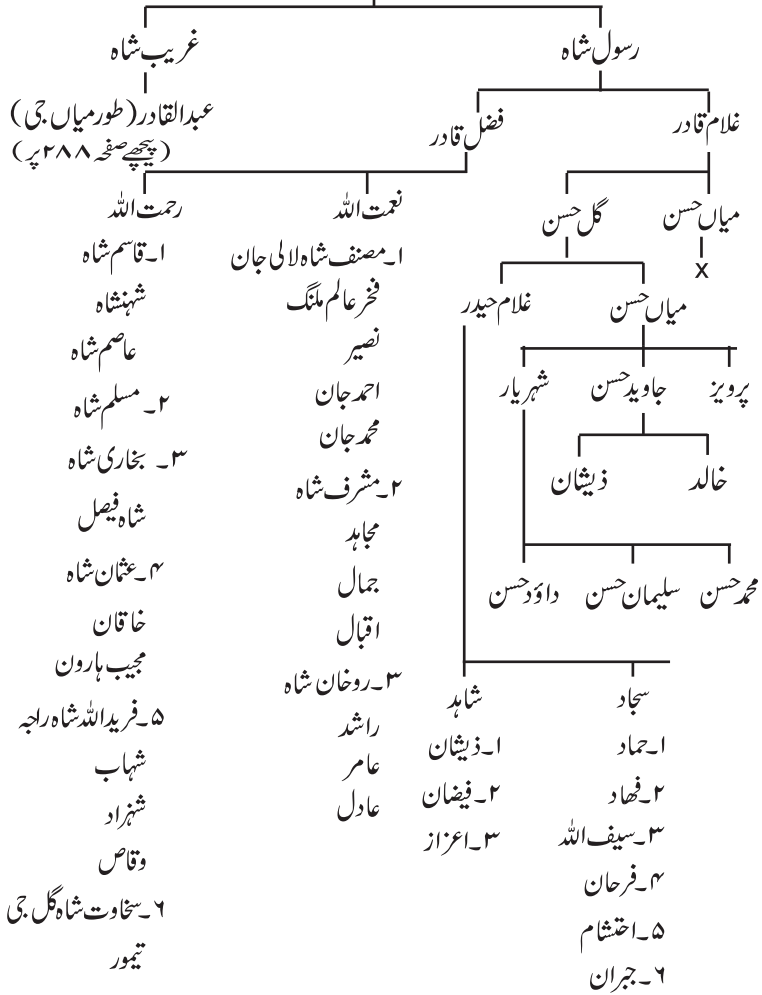 رسول شاہ
غریب شاہ
غلام قادر
فضل قادر
عبدالقادر (طور میاں جی)
(پیچھے صفحہ ۲۸۸ پر)
میاں حسن
گل حسن
نعمت اللہ
رحمت اللہ
x
میاں حسن
غلام حیدر
پرویز
جاوید حسن
شہریار
خالد
ذیشان
محمد حسن
سلیمان حسن
داؤد حسن
سجاد
۱۔حماد
۲۔فھاد
۳۔سیف اللہ
۴۔فرحان
۵۔احتشام
۶۔جبران
شاہد
۱۔ذیشان
۲۔فیضان
۳۔اعزاز
۱۔مصنف شاہ لالی جان
فخر عالم ملنگ
نصیر
احمد جان
محمد جان
۲۔مشرف شاہ
مجاہد
جمال
اقبال
۳۔روخان شاہ
راشد
عامر
عادل
۱۔قاسم شاہ
شہنشاہ
عاصم شاہ
۲۔مسلم شاہ
۳۔ بخاری شاہ
شاہ فیصل
۴۔عثمان شاہ
خاقان
مجیب ہارون
۵۔فرید اللہ شاہ راجہ
شہاب
شہزاد
وقاص
۶۔سخاوت شاہ گل جی
تیمور